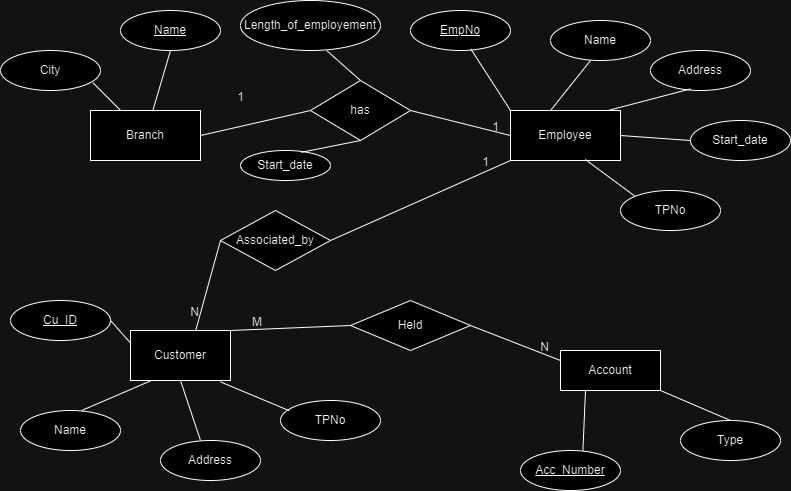 Length_of_employement
Name
EmpNo
Name
City
Address
1
has
Branch
1
Employee
Start_date
Start_date
1
TPNo
Associated_by
N
Cu_ID
M
Held
N
Customer
Account
TPNo
Name
Type
Address
Acc_Number